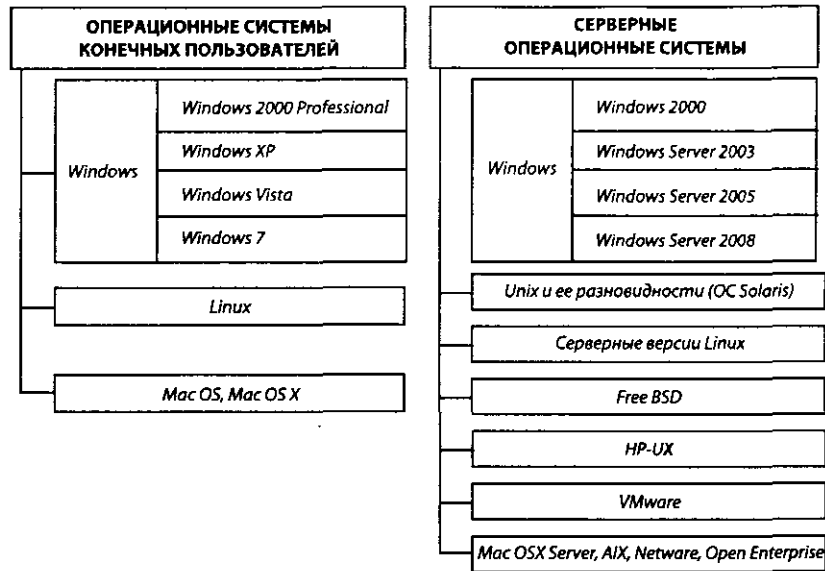 ОПЕРАЦИОННЫЕ СИСТЕМЫ
КОНЕЧНЫХ ПОЛЬЗОВАТЕЛЕЙ
Windows
Windows 2000 Professional
Windows XP
Windows Vista
Windows 7
Linux
Mac OS, Mac OS X
СЕРВЕРНЫЕ
ОПЕРАЦИОННЫЕ СИСТЕМЫ
Windows
Windows 2000
Windows Server 2003
Windows Server 2005
Windows Server 2008
Unix и ее разновидности (ОС Solaris)
Серверные версии Linux
Free BSD
HP-UX
VMware
Mac OSX Server, AIX, Netware, Open Enterprise